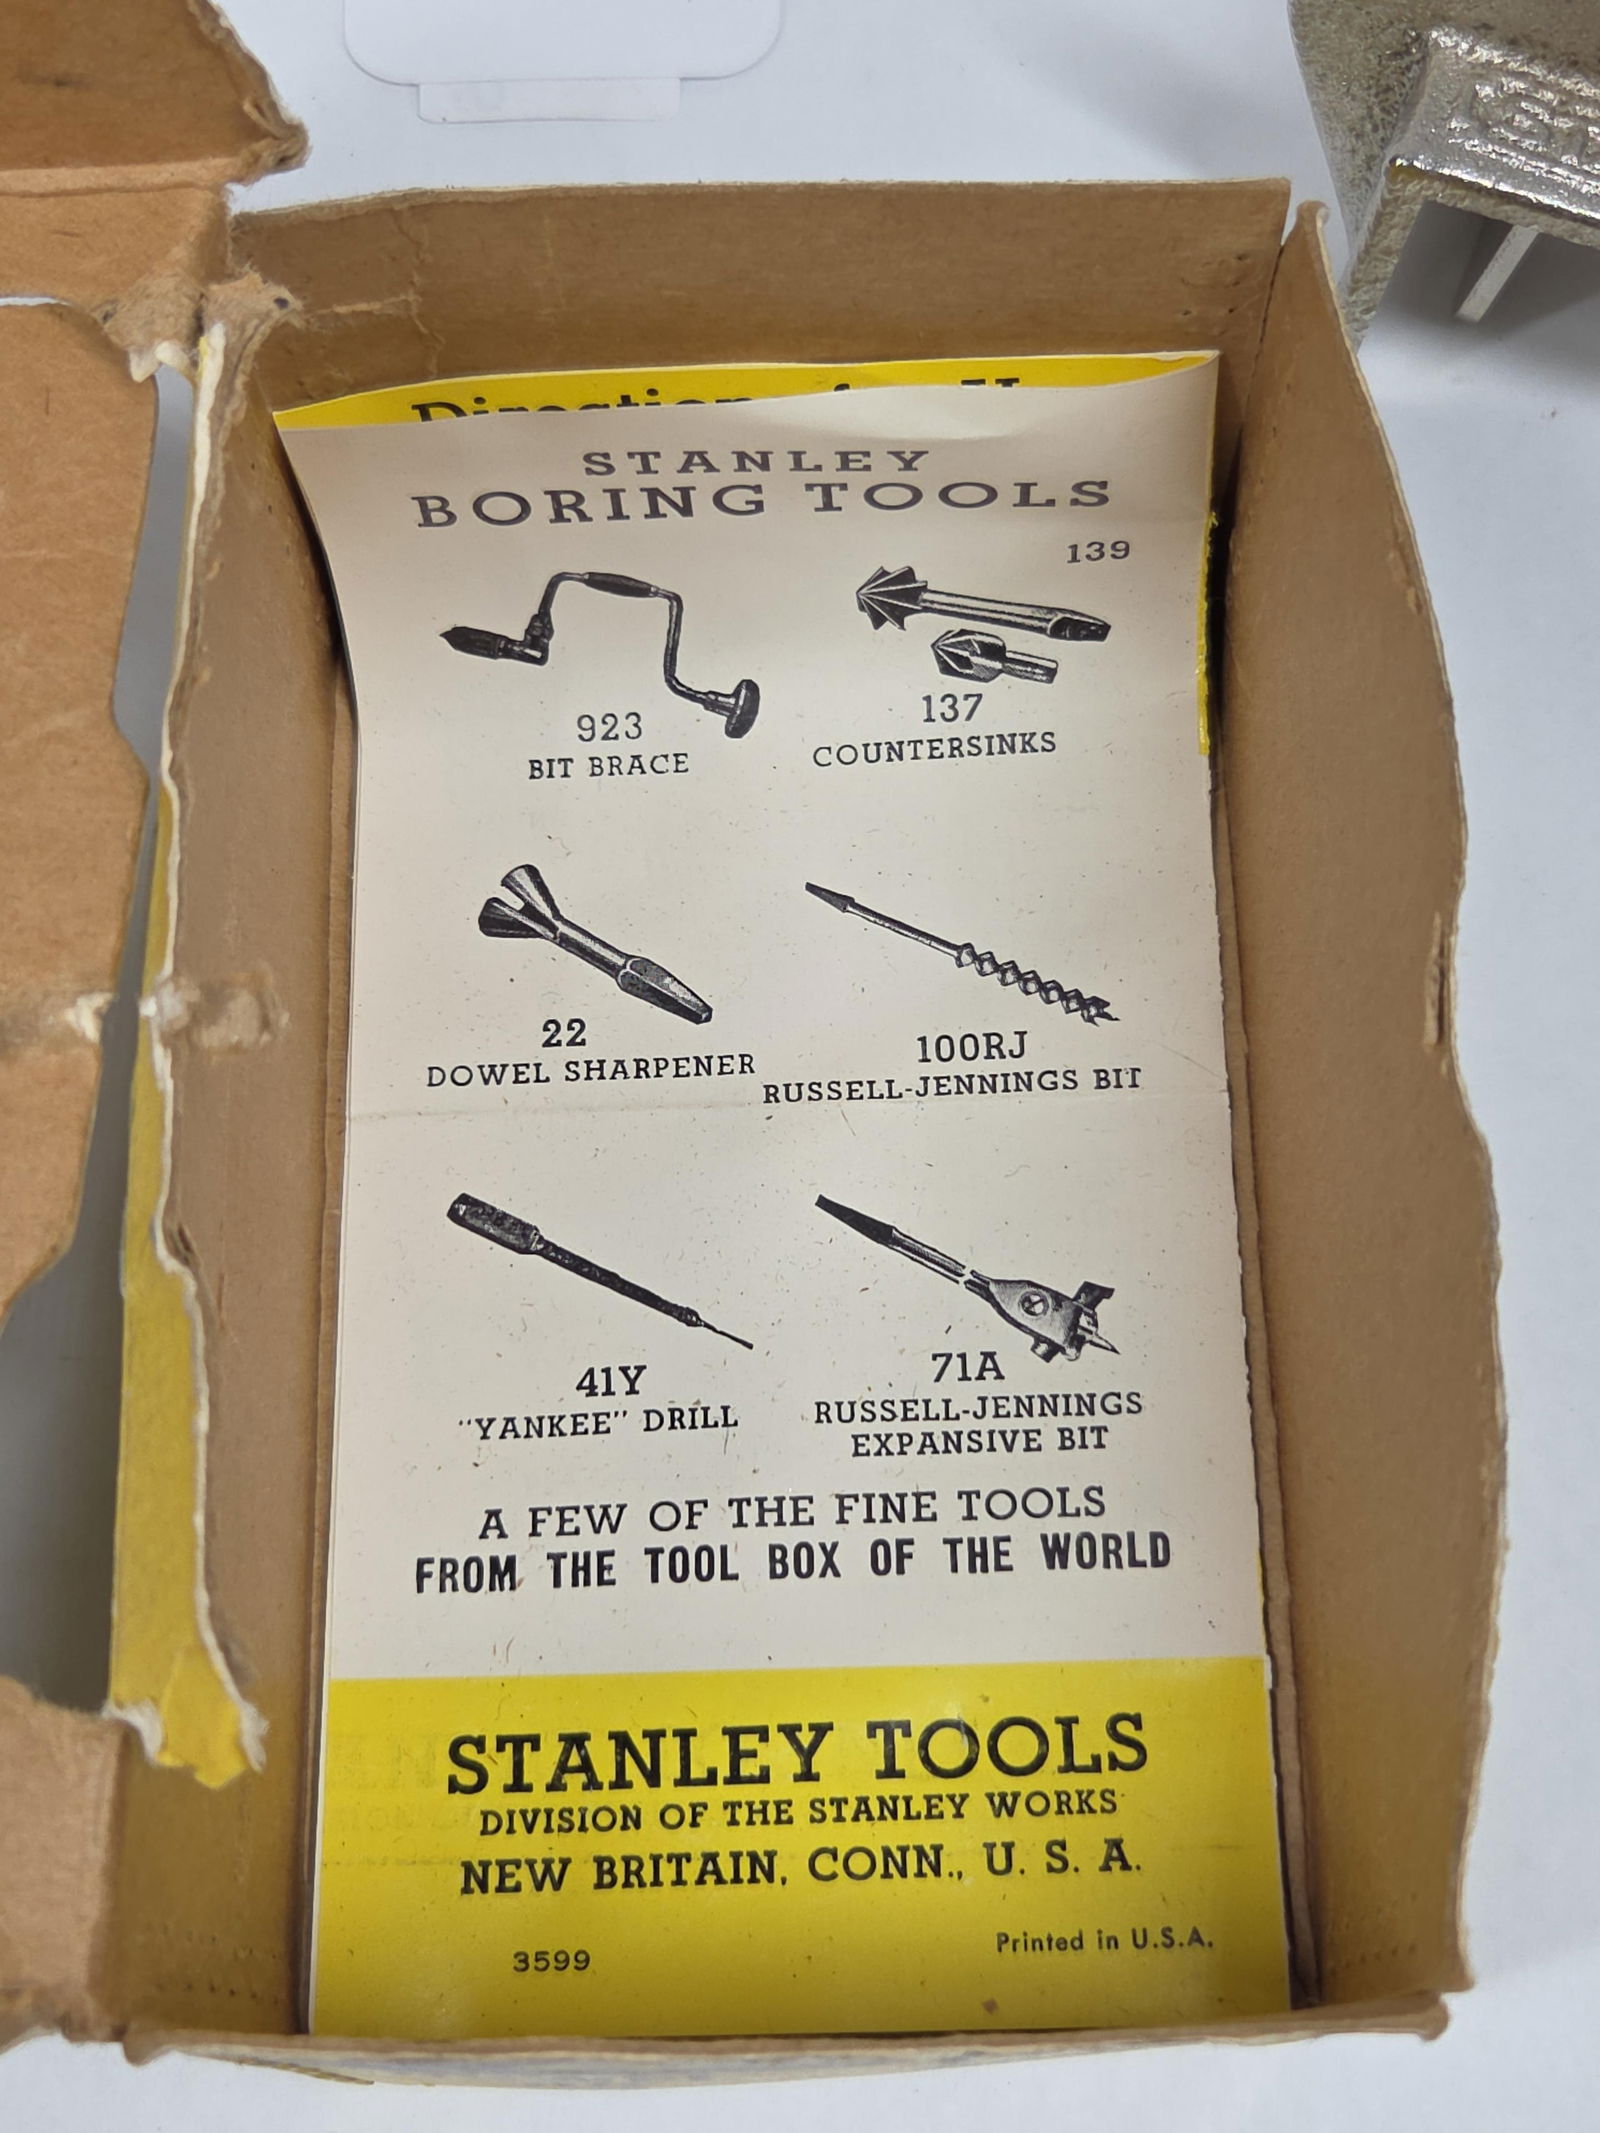 STANLEY
BORING TOOLS
139
923
BIT BRACE
137
COUNTERSINKS
22
DOWEL SHARPENER
100RJ
RUSSELL-JENNINGS BIT
41Y
"YANKEE" DRILL
71A
RUSSELL-JENNINGS
EXPANSIVE BIT
A FEW OF THE FINE TOOLS
FROM THE TOOL BOX OF THE WORLD
STANLEY TOOLS
DIVISION OF THE STANLEY WORKS
NEW BRITAIN, CONN., U. S. A.
3599
Printed in U.S.A.